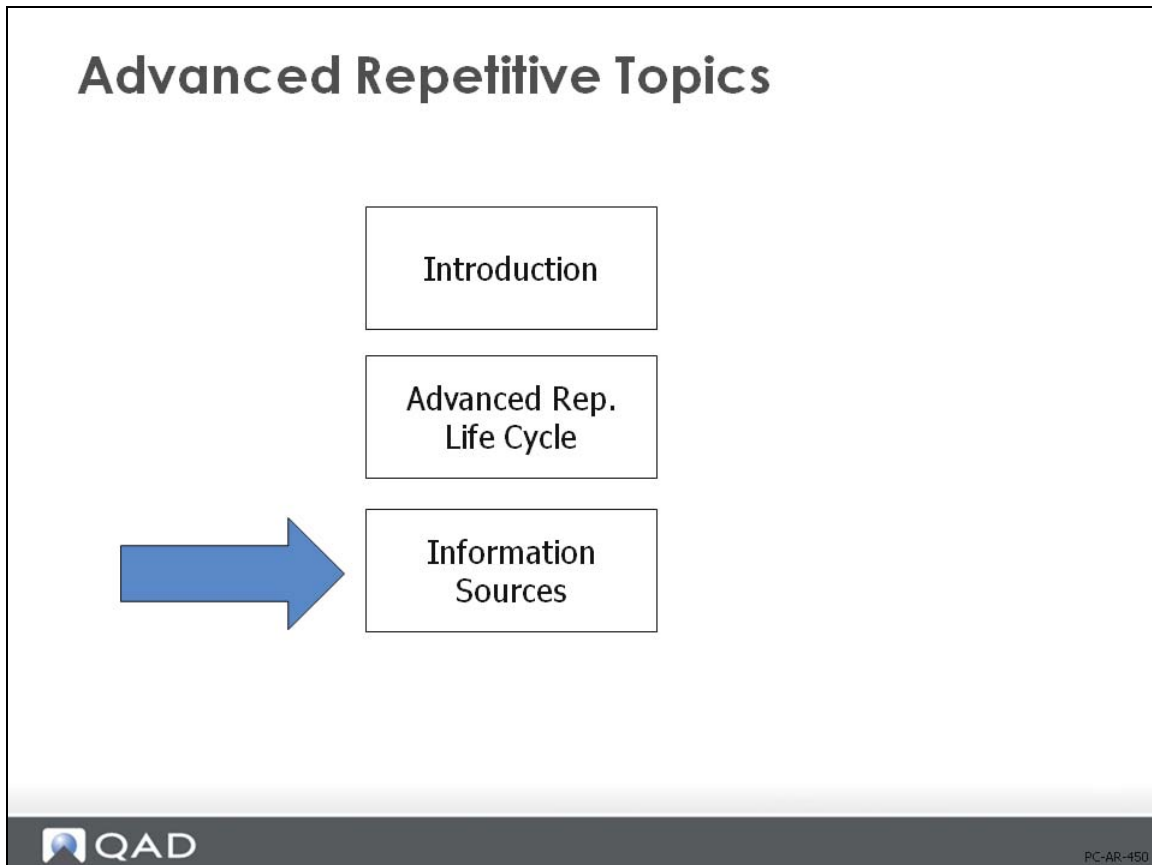 Advanced Repetitive Topics
Introduction
Advanced Rep.
Life Cycle
Information
Sources
QAD
PC-AR-450